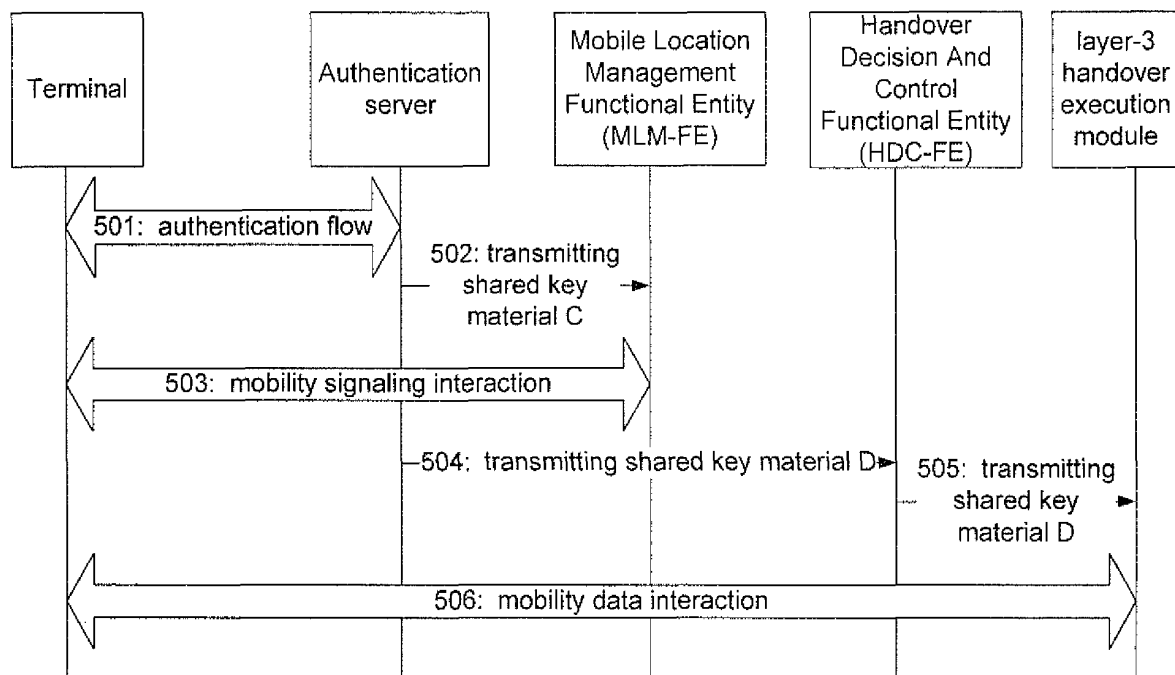 Terminal
Authentication
server
Mobile Location
Management
Functional Entity
(MLM-FE)
Handover
Decision And
Control
Functional Entity
(HDC-FE)
layer-3
handover
execution
module
501: authentication flow
502: transmitting
shared key
material C
503: mobility signaling interaction
504: transmitting shared key material D
505: transmitting
shared key
material D
506: mobility data interaction